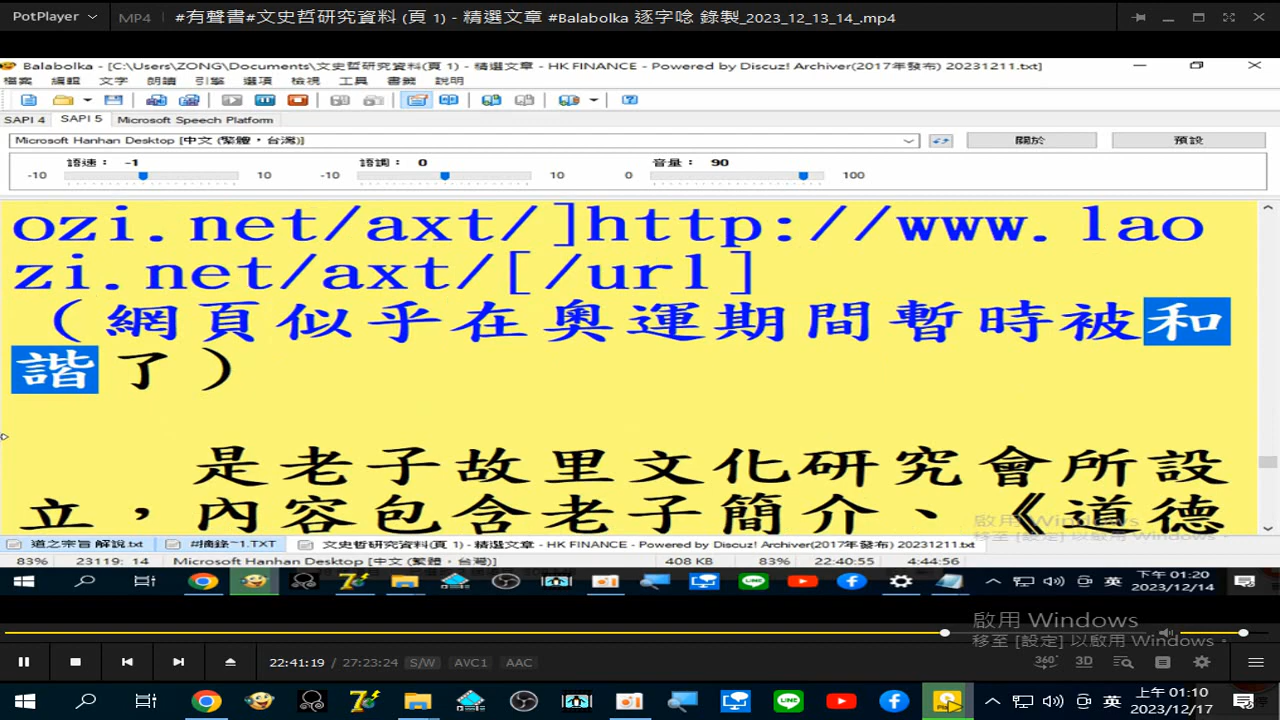 PotPlayer MP4 #有聲書#文史哲研究資料 (頁 1) - 精選文章 #Balabolka 逐字唸 錄製_2023_12_13_14_.mp4
Balabolka - [C:\Users\ZONG\Documents\文史哲研究資料(頁 1) - 精選文章 - HK FINANCE - Powered by Discuz! Archiver(2017年發布) 20231211.txt]
檔案 編輯 文字 朗讀 引擎 選項 檢視 工具 書籤 說明
SAPI 4 SAPI 5 Microsoft Speech Platform
Microsoft Hanhan Desktop [中文 (繁體，台灣)] 關於 預設
語速： -1 語調： 0 音量： 90
-10 10 -10 10 0 100
ozi.net/axt/]http://www.lao
zi.net/axt/[/url]
（網頁似乎在奧運期間暫時被和
諧了）
是老子故里文化研究會所設
立，內容包含老子簡介、《道德
啟用 Windows
移至 [設定] 以啟用 Windows。
道之宗旨 解說.txt #摘錄~1.TXT 文史哲研究資料(頁 1) - 精選文章 - HK FINANCE - Powered by Discuz! Archiver(2017年發布) 20231211.txt
83% 23119: 14 Microsoft Hanhan Desktop [中文 (繁體，台灣)] 408 KB 83% 22:40:55 4:44:56
英 下午 01:20
2023/12/14
啟用 Windows
移至 [設定] 以啟用 Windows。
22:41:19 / 27:23:24 S/W AVC1 AAC 360° 3D
英 上午 01:10
2023/12/17